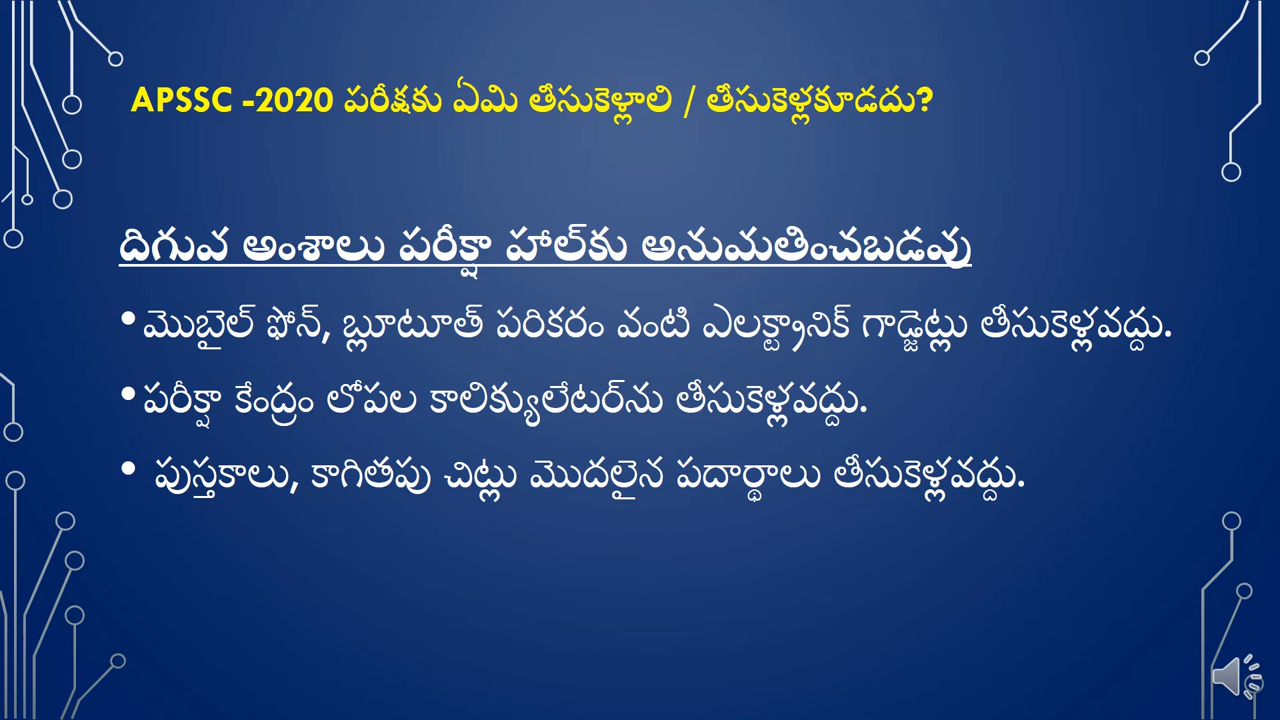 APSSC -2020 పరీక్షకు ఏమి తీసుకెళ్లాలి / తీసుకెళ్లకూడదు?
దిగువ అంశాలు పరీక్షా హాల్‌కు అనుమతించబడవు
•మొబైల్ ఫోన్, బ్లూటూత్ పరికరం వంటి ఎలక్ట్రానిక్ గాడ్జెట్లు తీసుకెళ్లవద్దు.
•పరీక్షా కేంద్రం లోపల కాలిక్యులేటర్‌ను తీసుకెళ్లవద్దు.
• పుస్తకాలు, కాగితపు చిట్లు మొదలైన పదార్థాలు తీసుకెళ్లవద్దు.